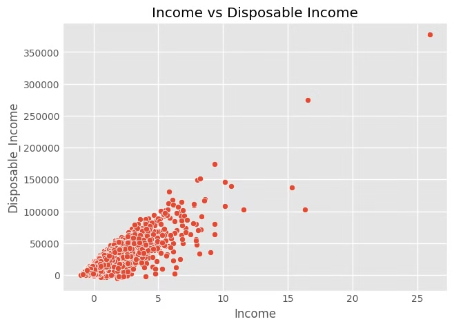 Income vs Disposable Income
350000
300000
250000
200000
150000
100000
50000
0
Disposable_Income
0 5 10 15 20 25
Income